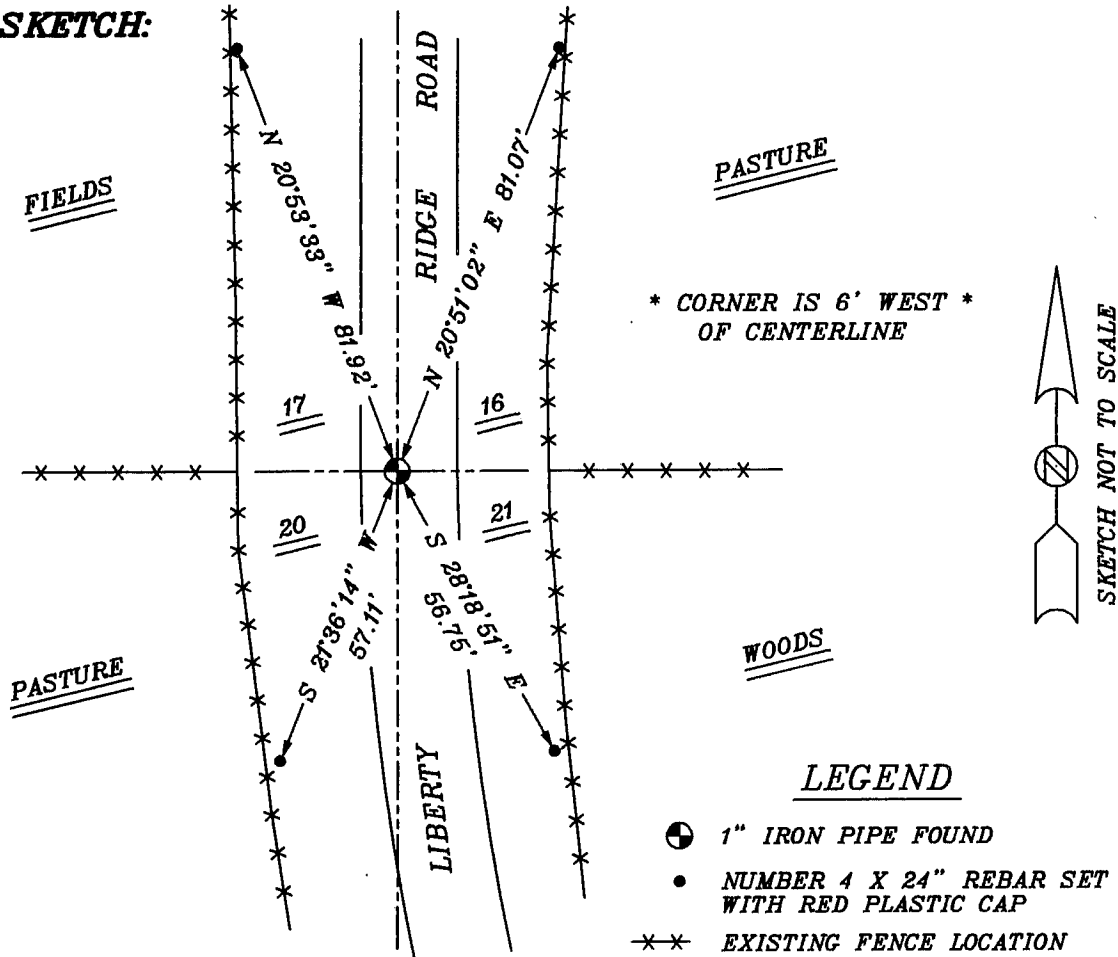 SKETCH:
ROAD
RIDGE
LIBERTY
N 20°53'33" W 81.92'
N 20°51'02" E 81.07'
PASTURE
FIELDS
* CORNER IS 6' WEST *
OF CENTERLINE
17
16
20
21
N
SKETCH NOT TO SCALE
S 21°36'14" W
57.11'
S 28°18'51" E
56.75'
PASTURE
WOODS
LEGEND
1" IRON PIPE FOUND
NUMBER 4 X 24" REBAR SET
WITH RED PLASTIC CAP
EXISTING FENCE LOCATION